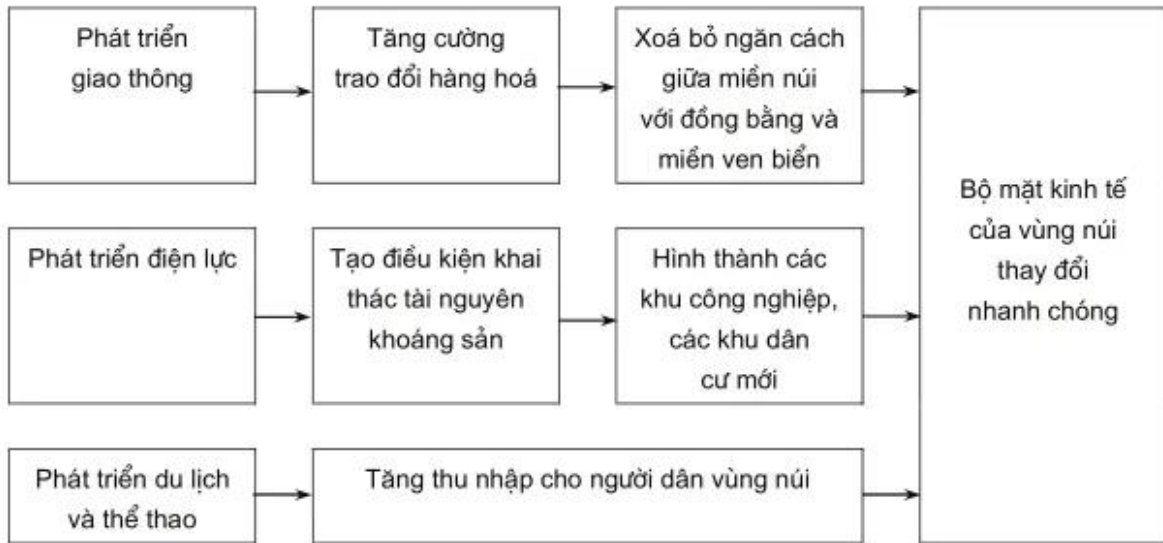 Phát triển
giao thông
Tăng cường
trao đổi hàng hoá
Xoá bỏ ngăn cách
giữa miền núi
với đồng bằng và
miền ven biển
Phát triển điện lực
Tạo điều kiện khai
thác tài nguyên
khoáng sản
Hình thành các
khu công nghiệp,
các khu dân
cư mới
Phát triển du lịch
và thể thao
Tăng thu nhập cho người dân vùng núi
Bộ mặt kinh tế
của vùng núi
thay đổi
nhanh chóng